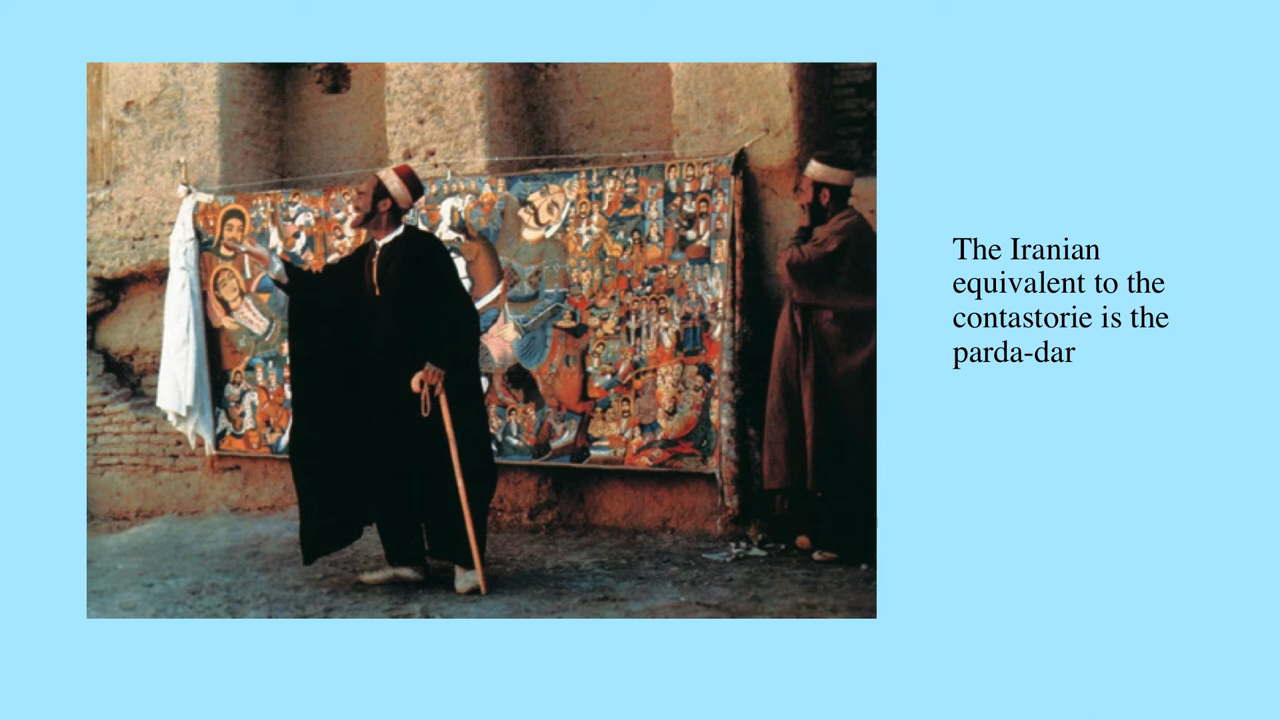 The Iranian
equivalent to the
contastorie is the
parda-dar